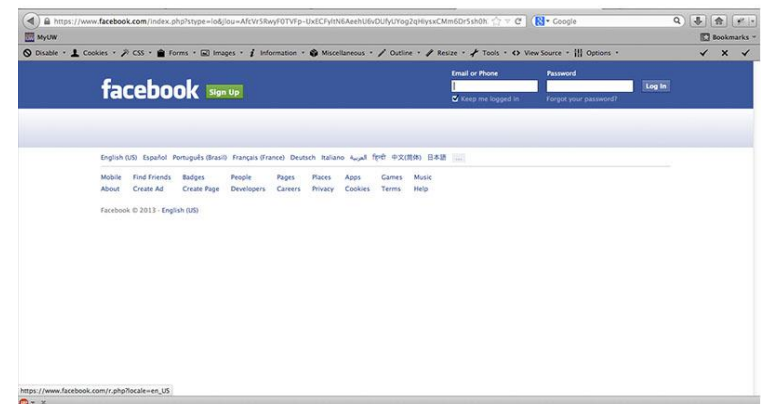 https://www.facebook.com/index.php?stype=lo&jlou=
Google
MyUW
Bookmarks
Disable Cookies CSS Forms Images Information Miscellaneous Outline Resize Tools View Source Options
facebook Sign Up
Email or Phone Password
Log In
Keep me logged in Forgot your password?
English (US) Español Português (Brasil) Français (France) Deutsch Italiano العربية हिन्दी 中文(简体) 日本語 ...
Mobile Find Friends Badges People Pages Places Apps Games Music
About Create Ad Create Page Developers Careers Privacy Cookies Terms Help
Facebook © 2013 · English (US)
https://www.facebook.com/r.php?locale=en_US